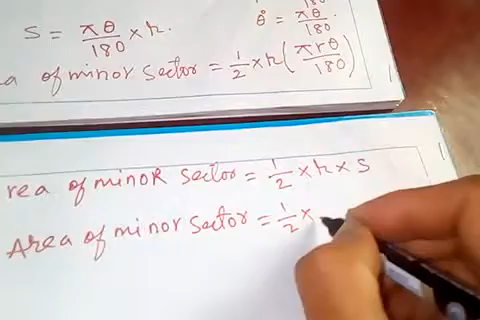 180
S = πθ/180 × r.
θ° = πθ/180.
a of minor sector = 1/2 × r (πrθ/180)
rea of minor sector = 1/2 × r × s
Area of minor sector = 1/2 ×